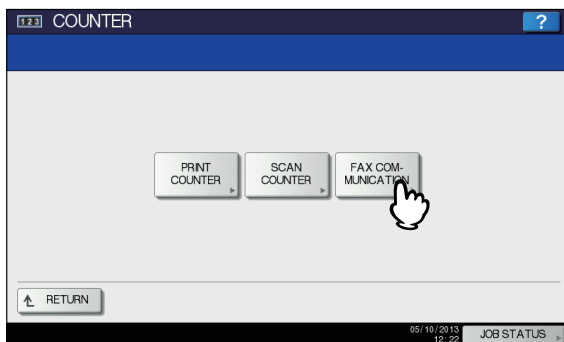 123 COUNTER
?
PRINT
COUNTER
SCAN
COUNTER
FAX COM-
MUNICATION
RETURN
05/10/2013
12:22
JOB STATUS